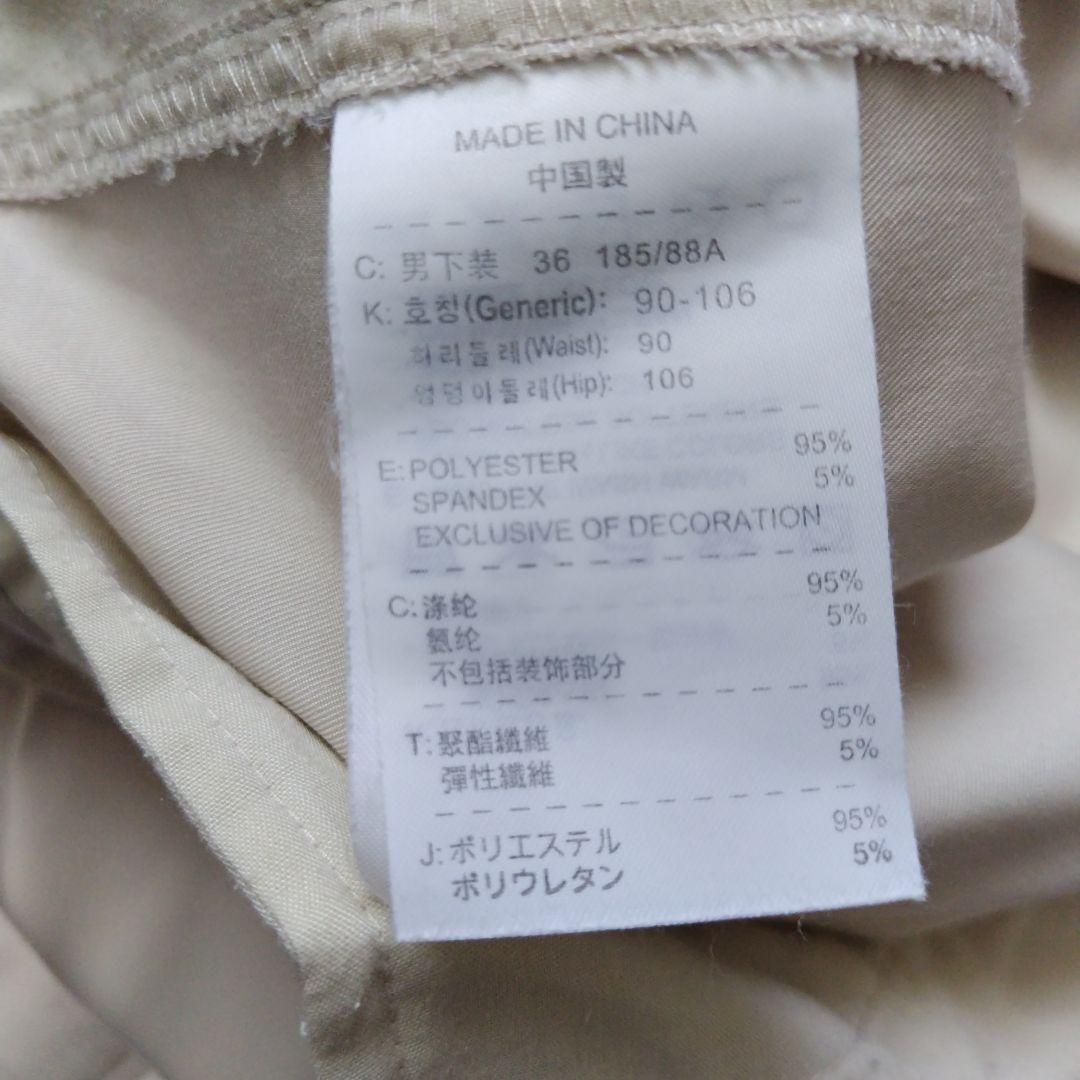 MADE IN CHINA
中国製
C: 男下装 36 185/88A
K: 호칭(Generic): 90-106
허리둘레(Waist): 90
엉덩이둘레(Hip): 106
E: POLYESTER 95%
SPANDEX 5%
EXCLUSIVE OF DECORATION
C: 涤纶 95%
氨纶 5%
不包括装饰部分
T: 聚酯纖維 95%
彈性纖維 5%
J: ポリエステル 95%
ポリウレタン 5%